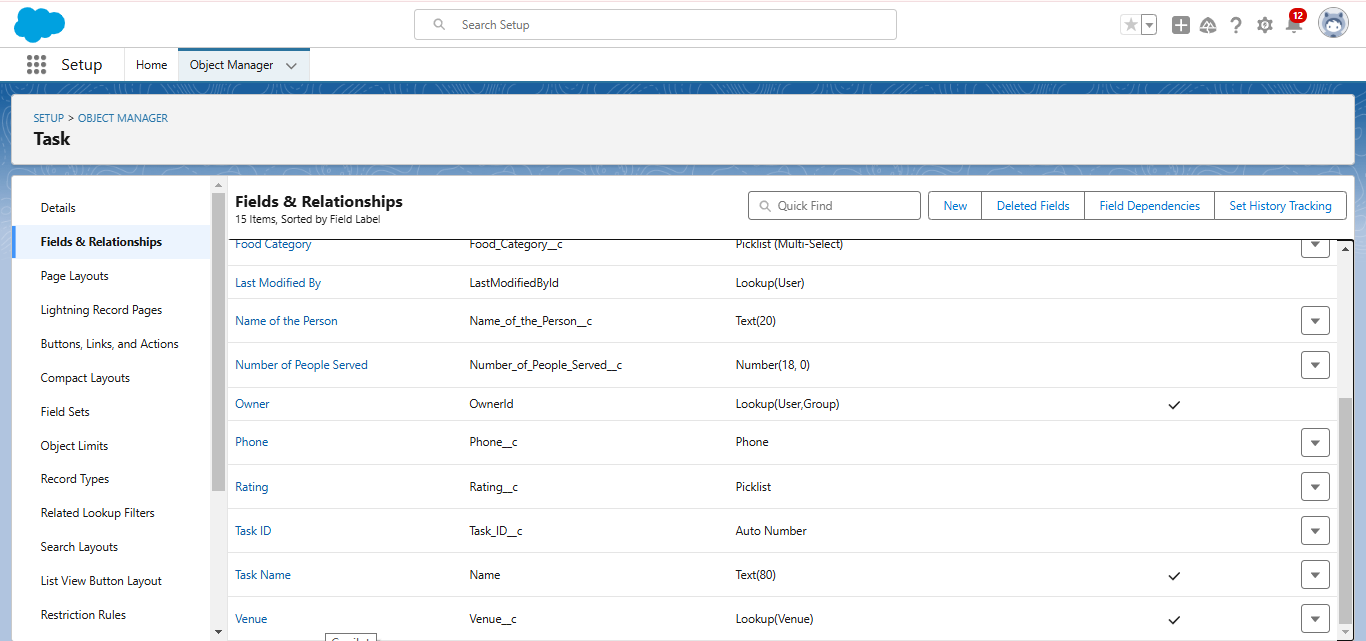 Search Setup
12
Setup
Home
Object Manager
SETUP > OBJECT MANAGER
Task
Details
Fields & Relationships
Page Layouts
Lightning Record Pages
Buttons, Links, and Actions
Compact Layouts
Field Sets
Object Limits
Record Types
Related Lookup Filters
Search Layouts
List View Button Layout
Restriction Rules
Fields & Relationships
15 Items, Sorted by Field Label
Quick Find
New
Deleted Fields
Field Dependencies
Set History Tracking
Food Category Food_Category__c Picklist (Multi-Select)
Last Modified By LastModifiedById Lookup(User)
Name of the Person Name_of_the_Person__c Text(20)
Number of People Served Number_of_People_Served__c Number(18, 0)
Owner OwnerId Lookup(User,Group)
Phone Phone__c Phone
Rating Rating__c Picklist
Task ID Task_ID__c Auto Number
Task Name Name Text(80)
Venue Venue__c Lookup(Venue)